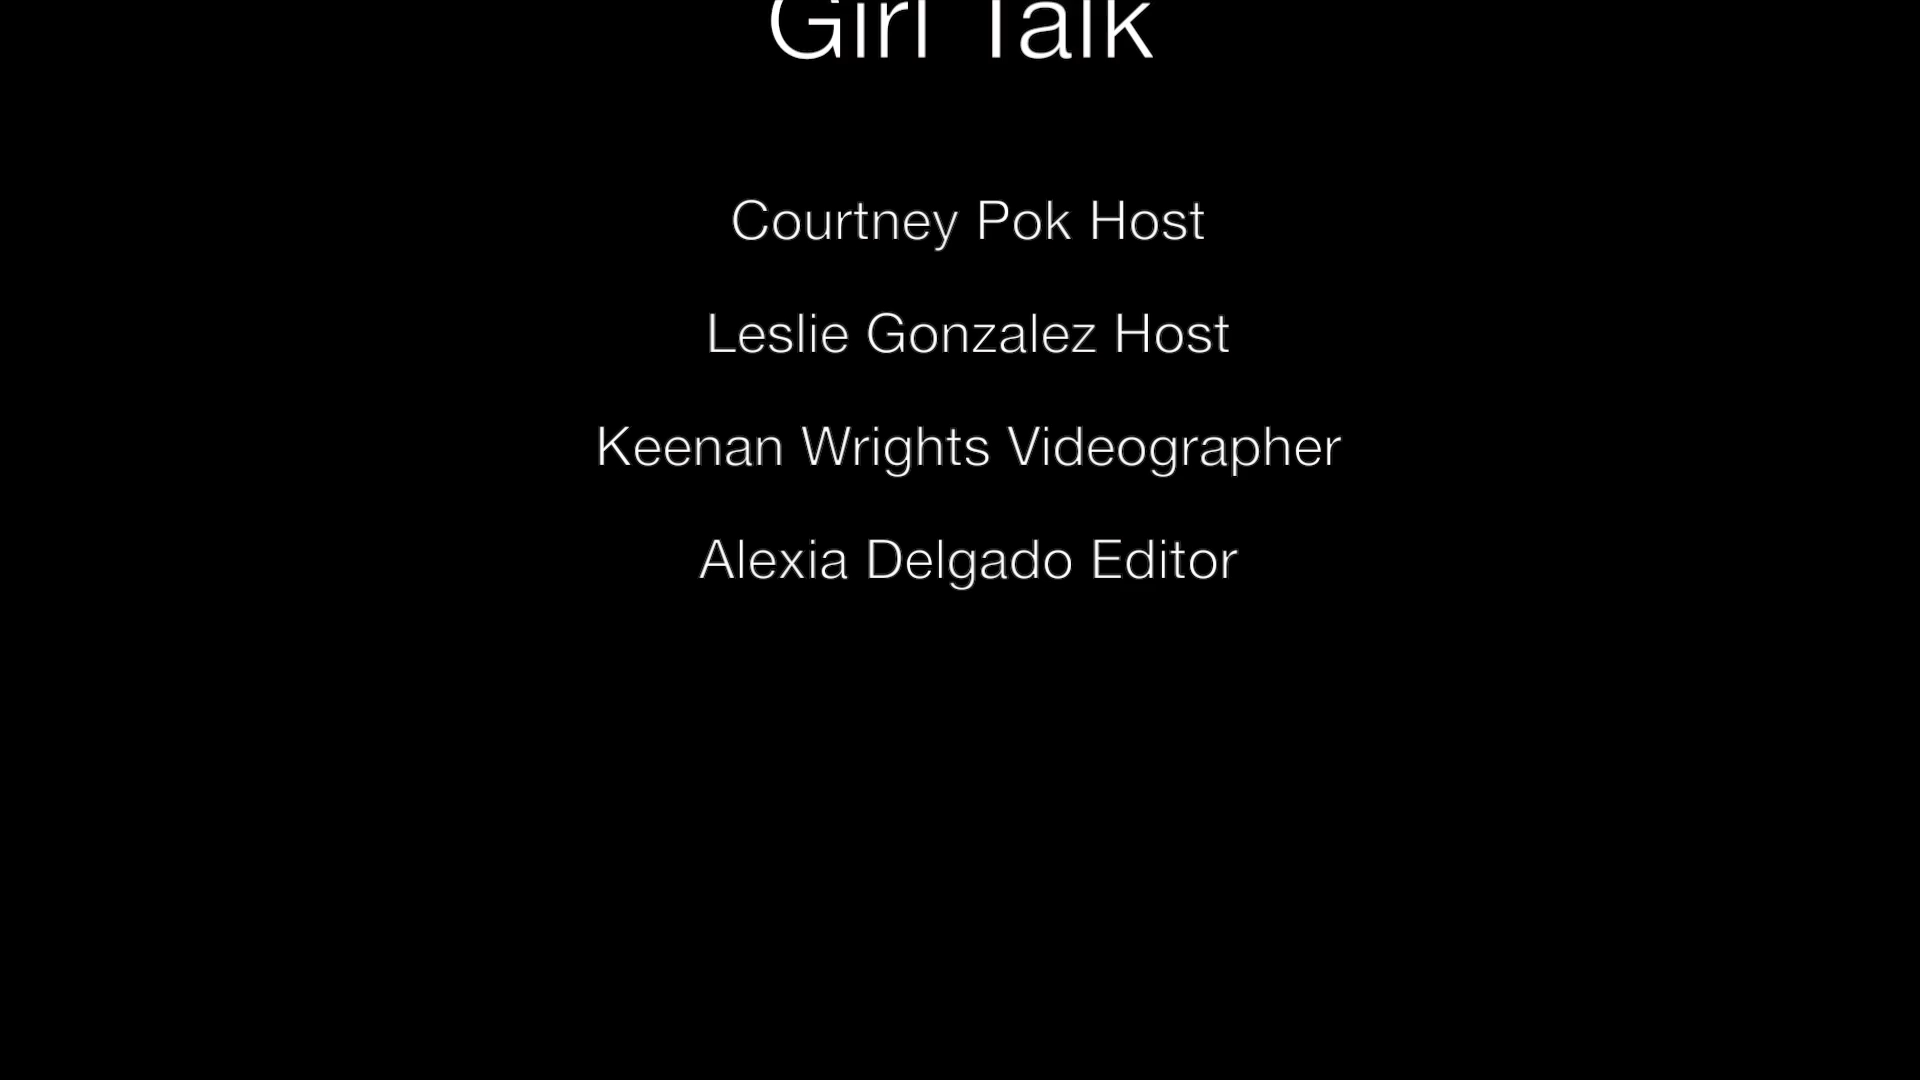 Girl Talk
Courtney Pok Host
Leslie Gonzalez Host
Keenan Wrights Videographer
Alexia Delgado Editor